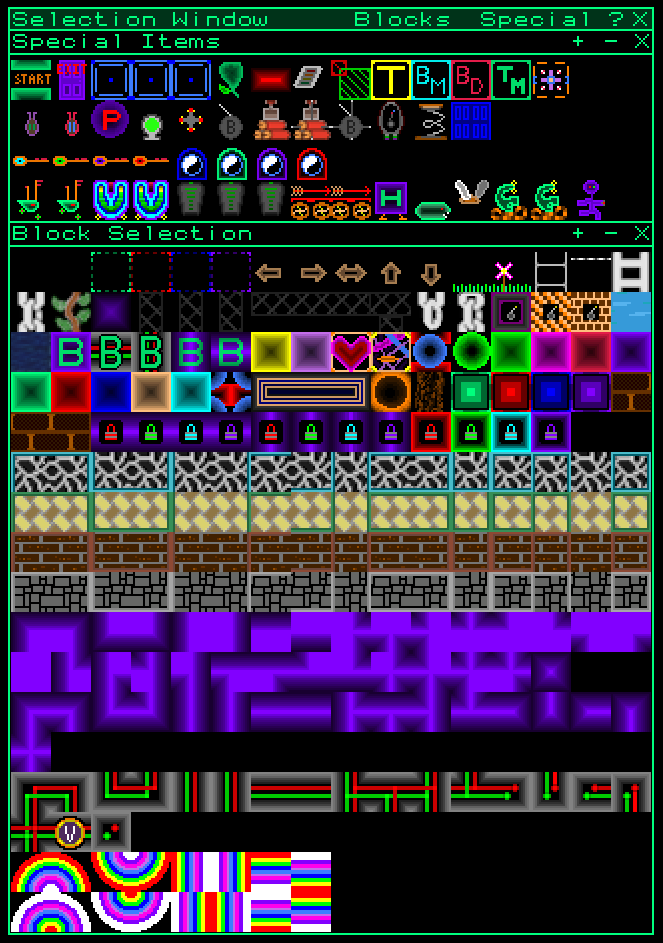 Selection Window Blocks Special ? X
Special Items + - X
EXIT
START T BM BD TM
P B B
H
Block Selection + - X
B B B B B
V